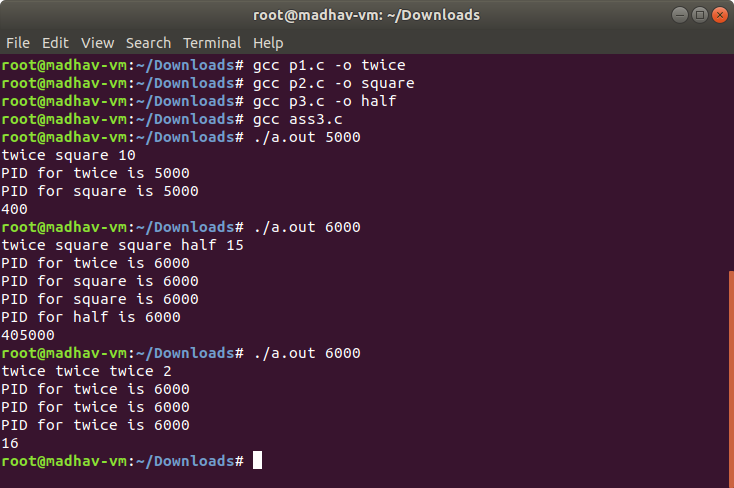 root@madhav-vm: ~/Downloads
File Edit View Search Terminal Help
root@madhav-vm:~/Downloads# gcc p1.c -o twice
root@madhav-vm:~/Downloads# gcc p2.c -o square
root@madhav-vm:~/Downloads# gcc p3.c -o half
root@madhav-vm:~/Downloads# gcc ass3.c
root@madhav-vm:~/Downloads# ./a.out 5000
twice square 10
PID for twice is 5000
PID for square is 5000
400
root@madhav-vm:~/Downloads# ./a.out 6000
twice square square half 15
PID for twice is 6000
PID for square is 6000
PID for square is 6000
PID for half is 6000
405000
root@madhav-vm:~/Downloads# ./a.out 6000
twice twice twice 2
PID for twice is 6000
PID for twice is 6000
PID for twice is 6000
16
root@madhav-vm:~/Downloads#